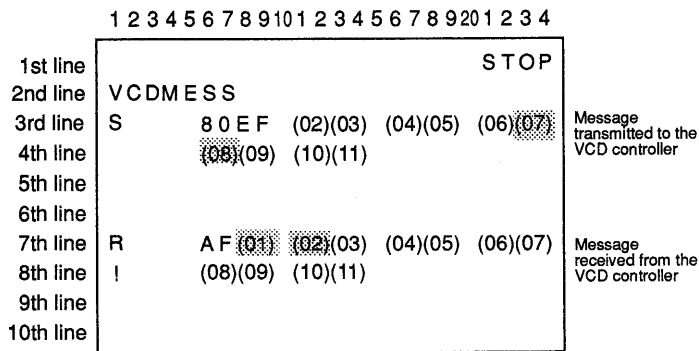 1 2 3 4 5 6 7 8 9 10 1 2 3 4 5 6 7 8 9 20 1 2 3 4
1st line STOP
2nd line VCDMESS
3rd line S 80EF (02)(03) (04)(05) (06)(07) Message transmitted to the VCD controller
4th line (08)(09) (10)(11)
5th line
6th line
7th line R AF(01) (02)(03) (04)(05) (06)(07) Message received from the VCD controller
8th line ! (08)(09) (10)(11)
9th line
10th line